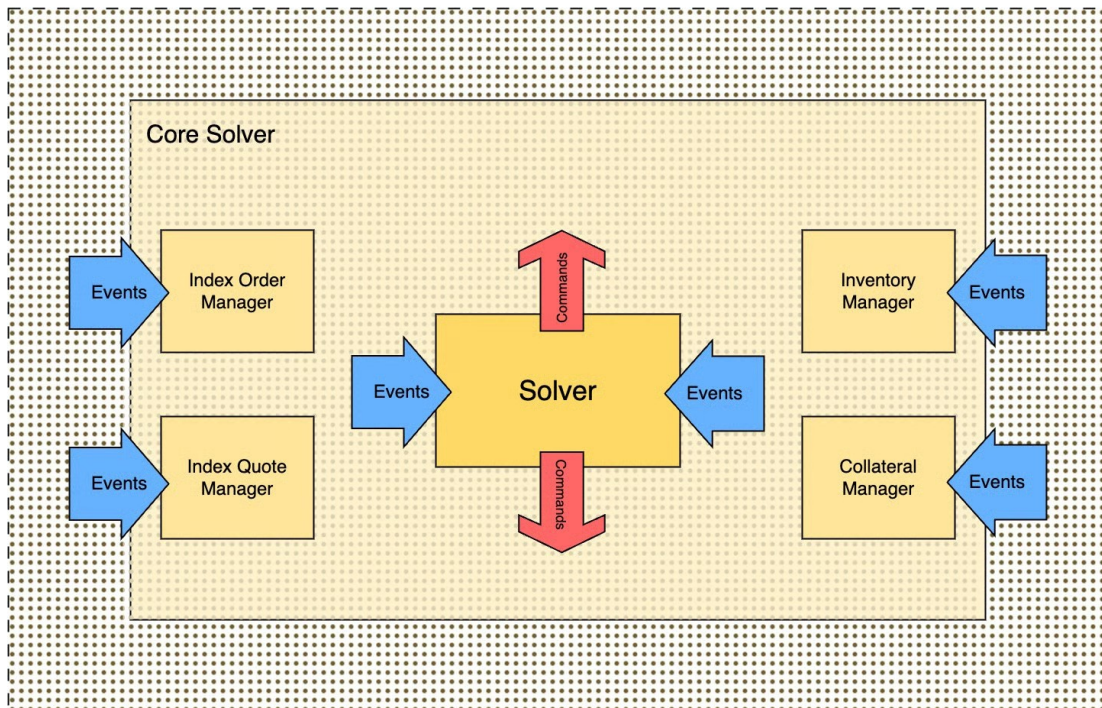 Core Solver
Events
Index Order
Manager
Commands
Inventory
Manager
Events
Events
Solver
Events
Events
Index Quote
Manager
Commands
Collateral
Manager
Events